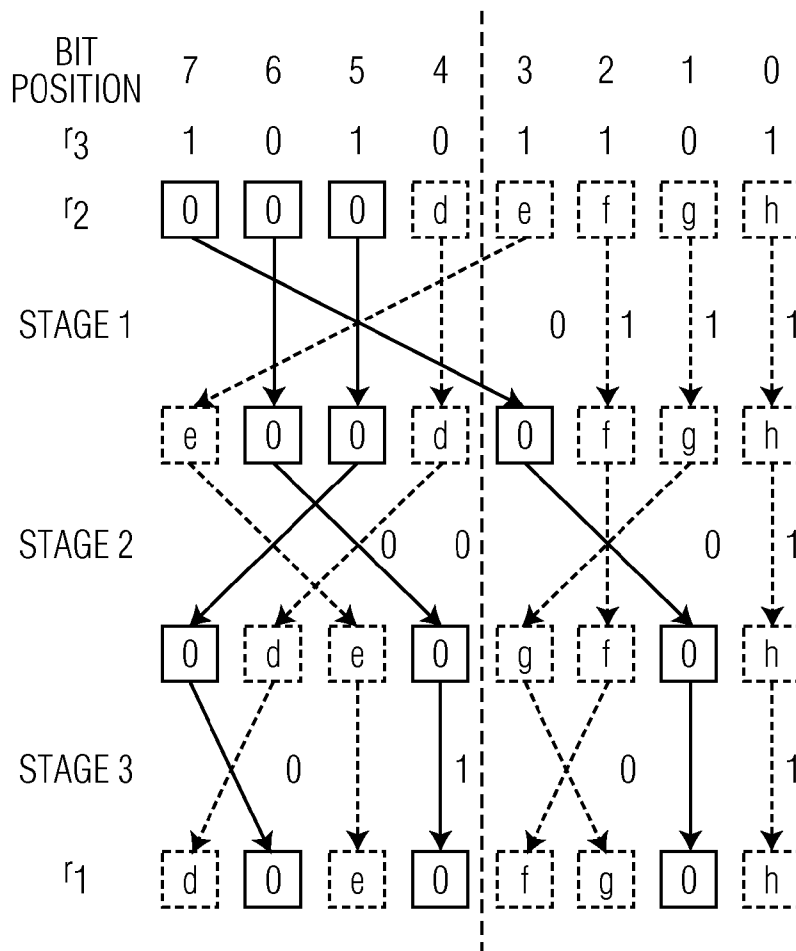 BIT POSITION 7 6 5 4 3 2 1 0
r3 1 0 1 0 1 1 0 1
r2 0 0 0 d e f g h
STAGE 1 0 1 1 1
e 0 0 d 0 f g h
STAGE 2 0 0 0 1
0 d e 0 g f 0 h
STAGE 3 0 1 0 1
r1 d 0 e 0 f g 0 h